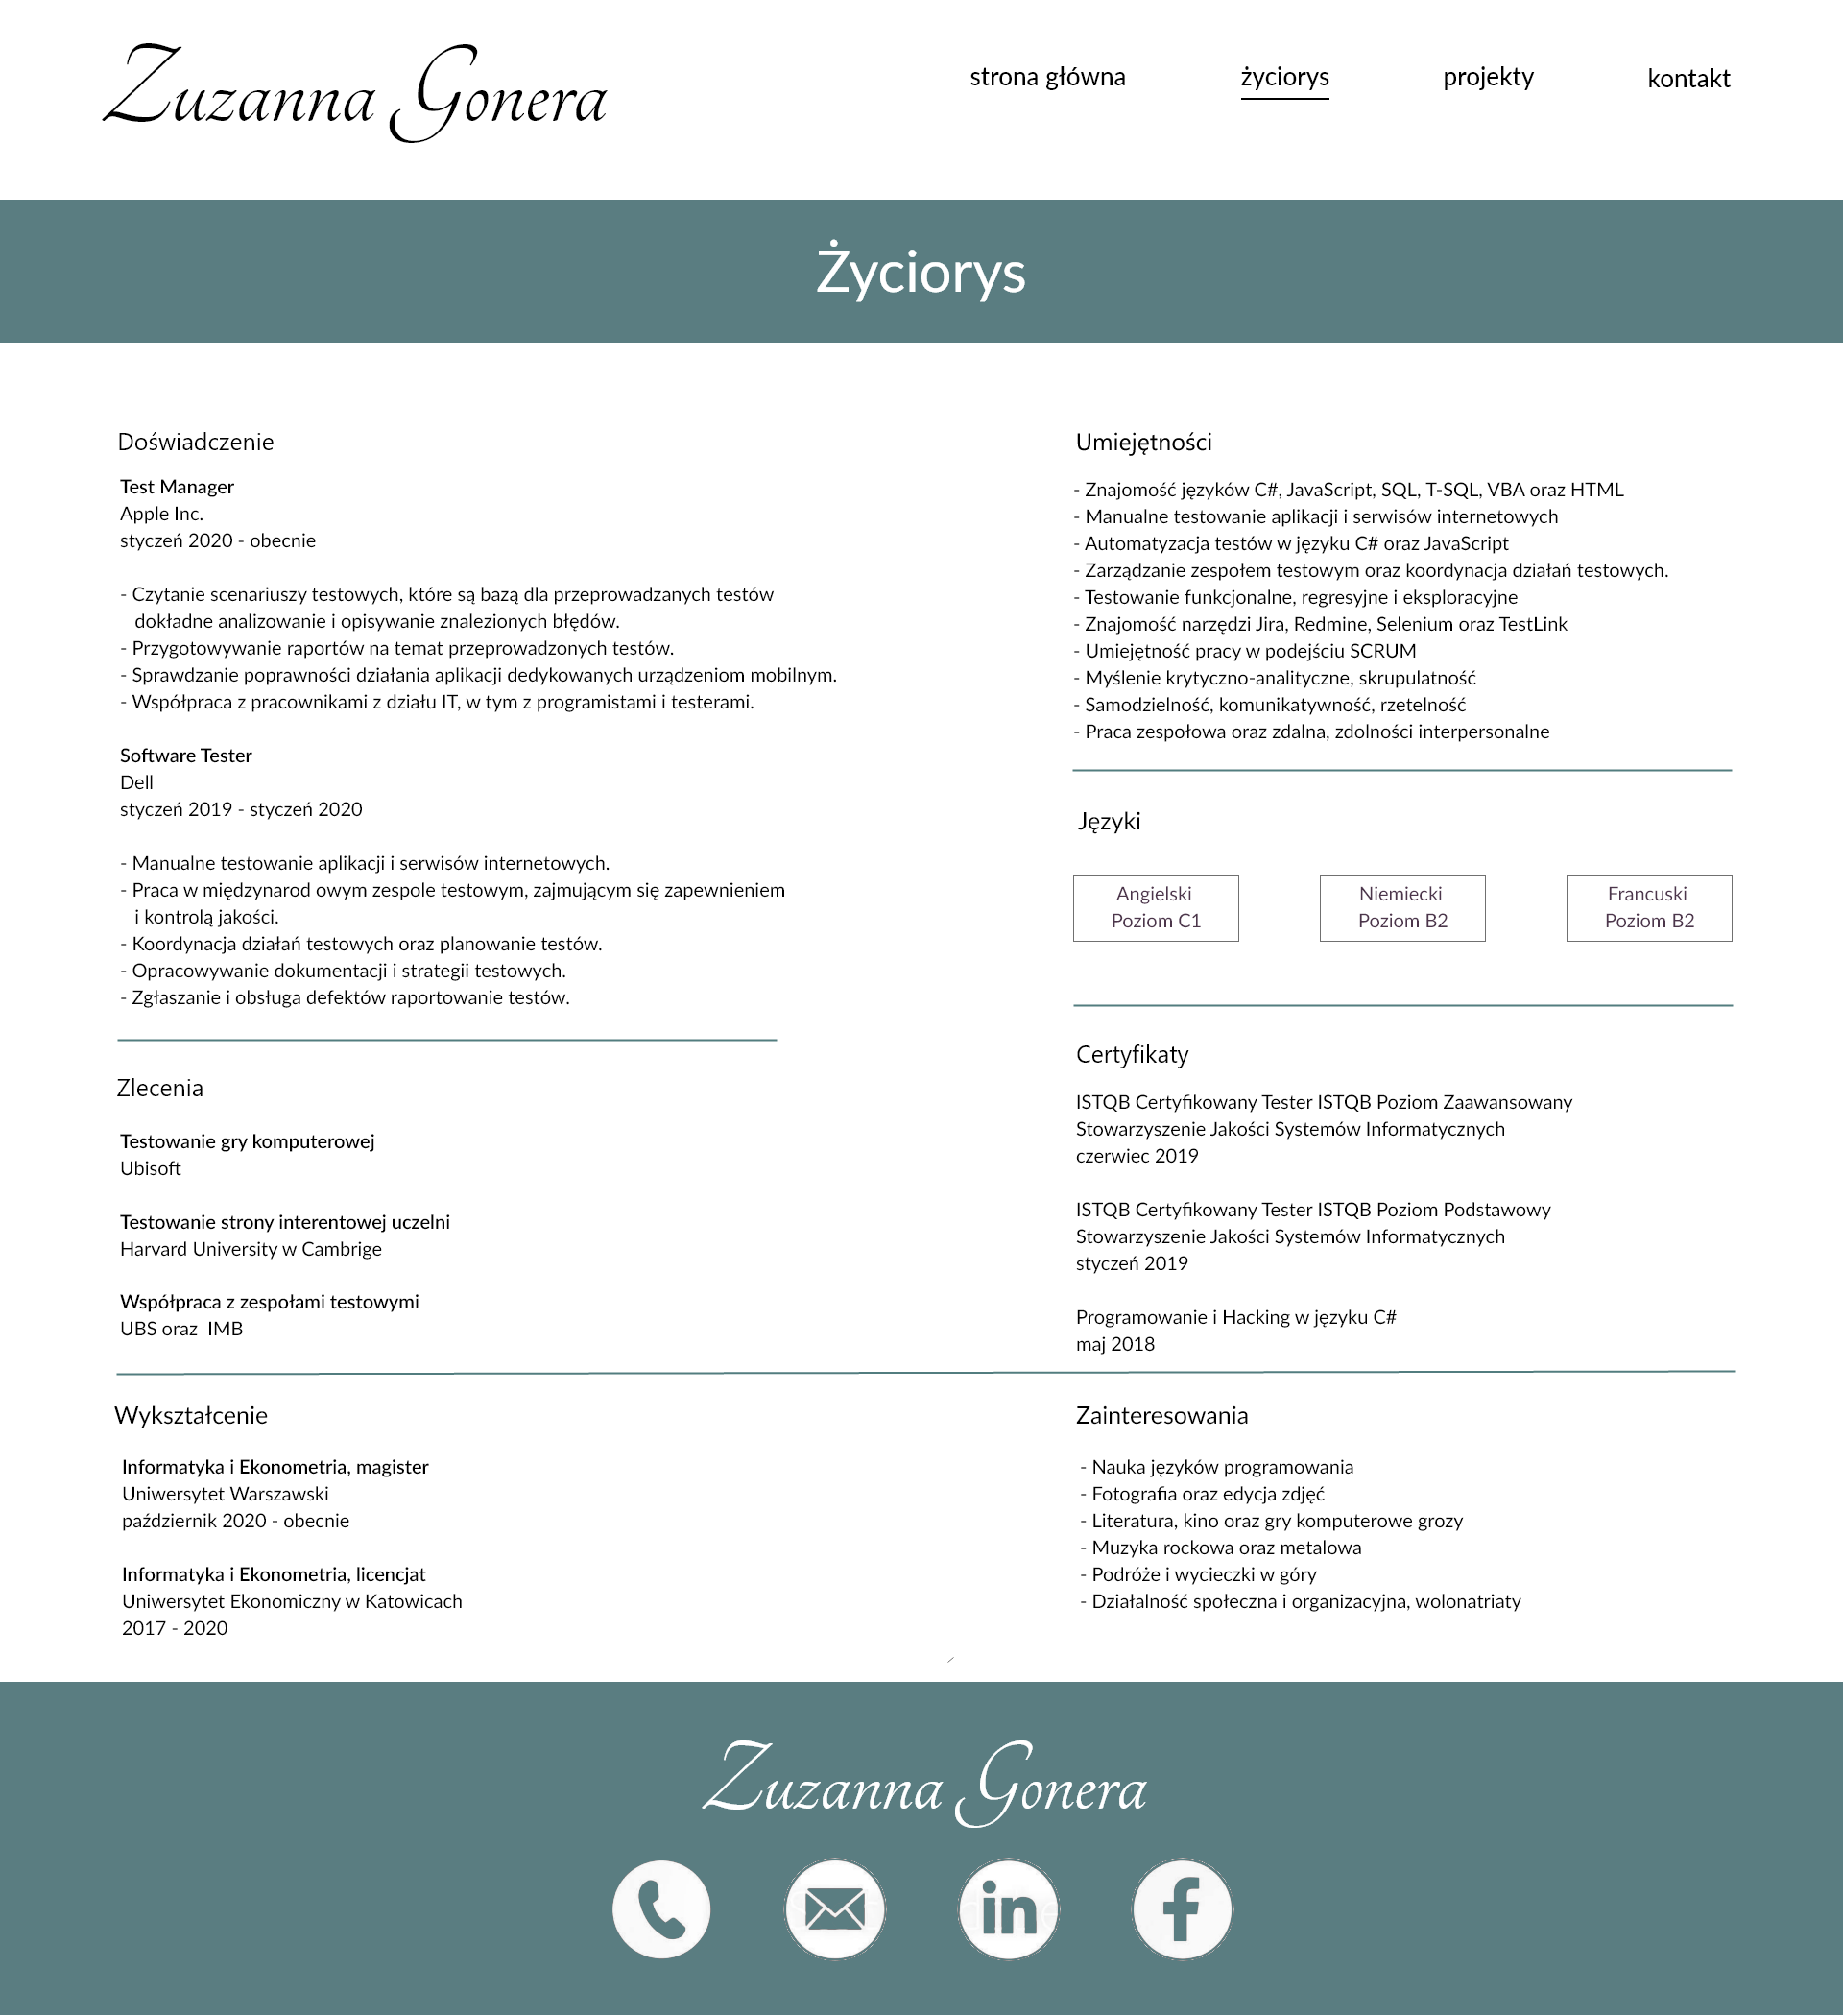 Zuzanna Gonera
strona główna
życiorys
projekty
kontakt
Życiorys
Doświadczenie
Test Manager
Apple Inc.
styczeń 2020 - obecnie
- Czytanie scenariuszy testowych, które są bazą dla przeprowadzanych testów
dokładne analizowanie i opisywanie znalezionych błędów.
- Przygotowywanie raportów na temat przeprowadzonych testów.
- Sprawdzanie poprawności działania aplikacji dedykowanych urządzeniom mobilnym.
- Współpraca z pracownikami z działu IT, w tym z programistami i testerami.
Software Tester
Dell
styczeń 2019 - styczeń 2020
- Manualne testowanie aplikacji i serwisów internetowych.
- Praca w międzynarod owym zespole testowym, zajmującym się zapewnieniem
i kontrolą jakości.
- Koordynacja działań testowych oraz planowanie testów.
- Opracowywanie dokumentacji i strategii testowych.
- Zgłaszanie i obsługa defektów raportowanie testów.
Zlecenia
Testowanie gry komputerowej
Ubisoft
Testowanie strony interentowej uczelni
Harvard University w Cambrige
Współpraca z zespołami testowymi
UBS oraz  IMB
Wykształcenie
Informatyka i Ekonometria, magister
Uniwersytet Warszawski
październik 2020 - obecnie
Informatyka i Ekonometria, licencjat
Uniwersytet Ekonomiczny w Katowicach
2017 - 2020
Umiejętności
- Znajomość języków C#, JavaScript, SQL, T-SQL, VBA oraz HTML
- Manualne testowanie aplikacji i serwisów internetowych
- Automatyzacja testów w języku C# oraz JavaScript
- Zarządzanie zespołem testowym oraz koordynacja działań testowych.
- Testowanie funkcjonalne, regresyjne i eksploracyjne
- Znajomość narzędzi Jira, Redmine, Selenium oraz TestLink
- Umiejętność pracy w podejściu SCRUM
- Myślenie krytyczno-analityczne, skrupulatność
- Samodzielność, komunikatywność, rzetelność
- Praca zespołowa oraz zdalna, zdolności interpersonalne
Języki
Angielski
Poziom C1
Niemiecki
Poziom B2
Francuski
Poziom B2
Certyfikaty
ISTQB Certyfikowany Tester ISTQB Poziom Zaawansowany
Stowarzyszenie Jakości Systemów Informatycznych
czerwiec 2019
ISTQB Certyfikowany Tester ISTQB Poziom Podstawowy
Stowarzyszenie Jakości Systemów Informatycznych
styczeń 2019
Programowanie i Hacking w języku C#
maj 2018
Zainteresowania
- Nauka języków programowania
- Fotografia oraz edycja zdjęć
- Literatura, kino oraz gry komputerowe grozy
- Muzyka rockowa oraz metalowa
- Podróże i wycieczki w góry
- Działalność społeczna i organizacyjna, wolonatriaty
Zuzanna Gonera
in
f